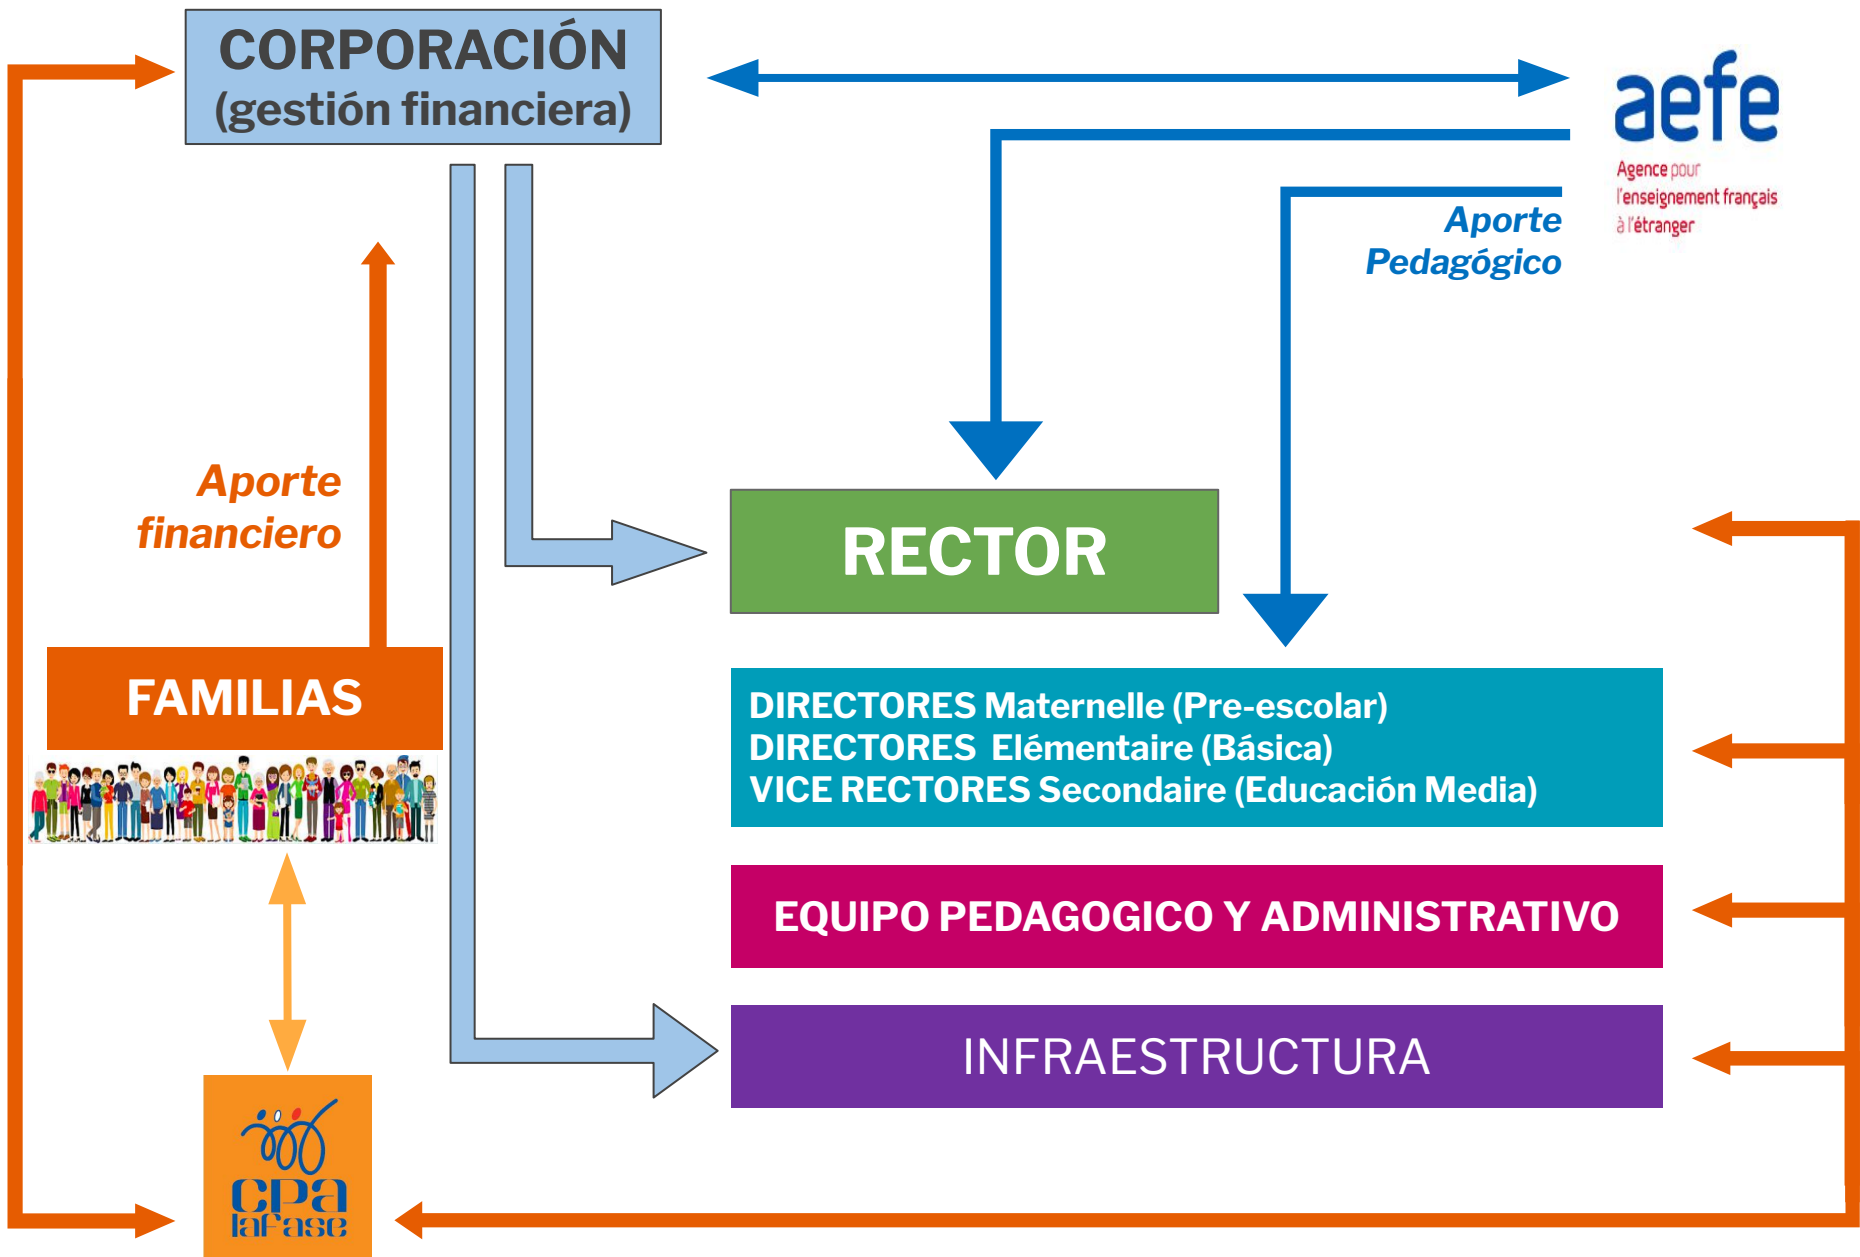 CORPORACIÓN
(gestión financiera)
aefe
Agence pour
l'enseignement français
à l'étranger
Aporte
Pedagógico
Aporte
financiero
RECTOR
FAMILIAS
DIRECTORES Maternelle (Pre-escolar)
DIRECTORES Elémentaire (Básica)
VICE RECTORES Secondaire (Educación Media)
EQUIPO PEDAGOGICO Y ADMINISTRATIVO
INFRAESTRUCTURA
cpa
lafase